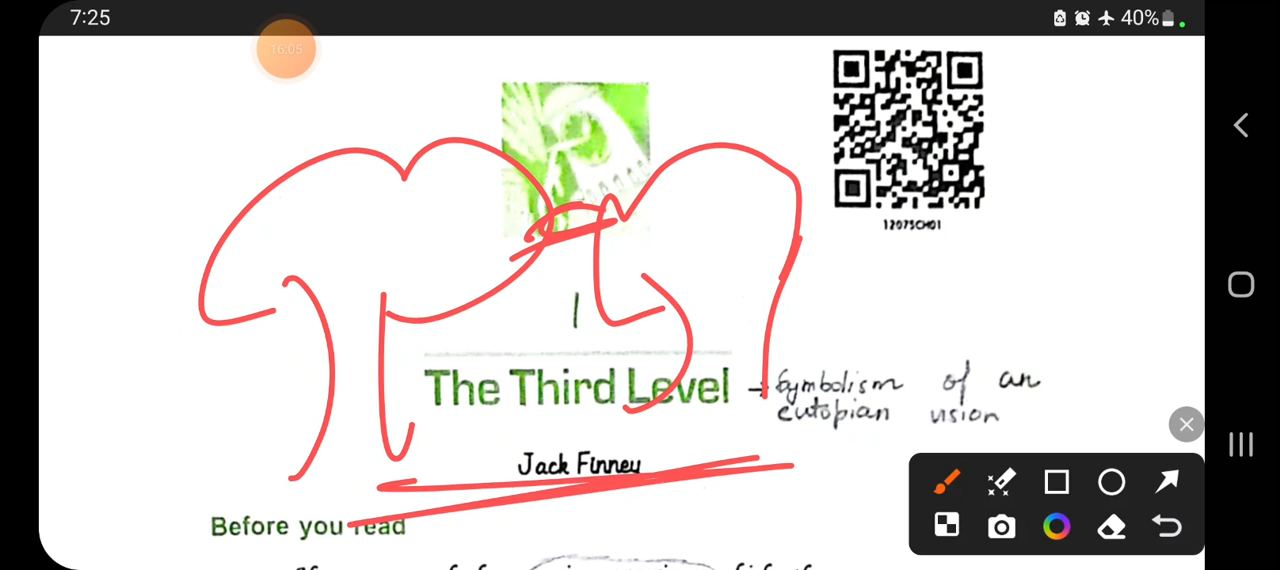 7:25
40%
16:05
1207SCH01
1
The Third Level → Symbolism of an
eutopian vision
Jack Finney
Before you read